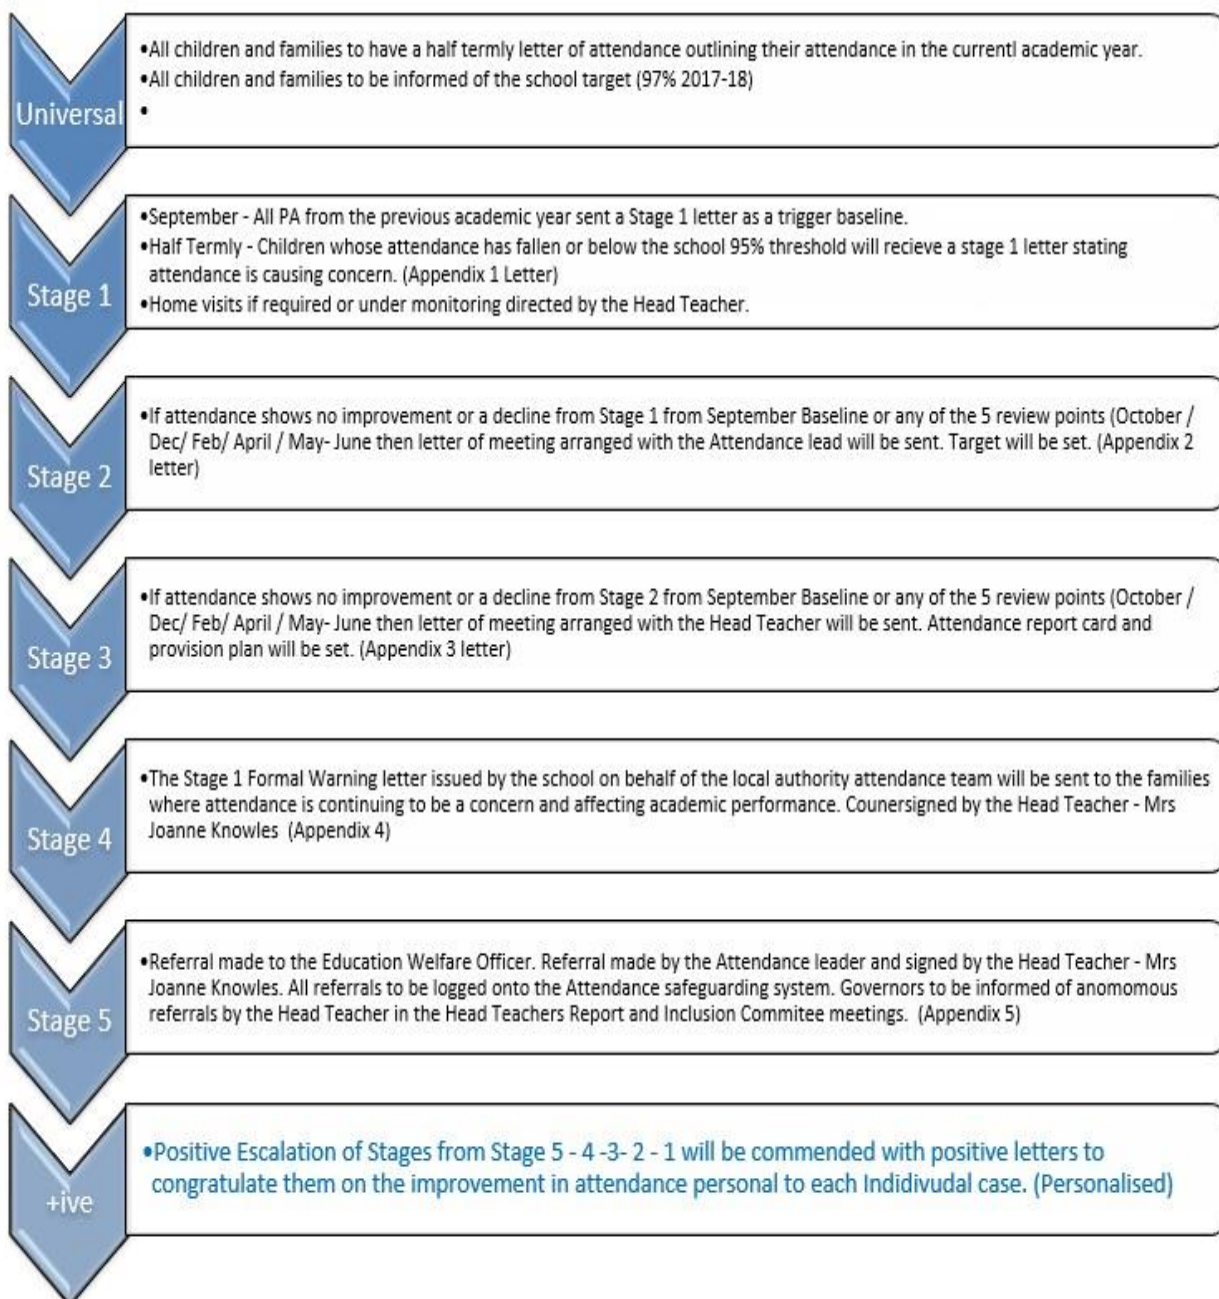 •All children and families to have a half termly letter of attendance outlining their attendance in the currentl academic year.
•All children and families to be informed of the school target (97% 2017-18)
Universal
•
•September - All PA from the previous academic year sent a Stage 1 letter as a trigger baseline.
•Half Termly - Children whose attendance has fallen or below the school 95% threshold will recieve a stage 1 letter stating
attendance is causing concern. (Appendix 1 Letter)
Stage 1
•Home visits if required or under monitoring directed by the Head Teacher.
•If attendance shows no improvement or a decline from Stage 1 from September Baseline or any of the 5 review points (October /
Dec/ Feb/ April / May- June then letter of meeting arranged with the Attendance lead will be sent. Target will be set. (Appendix 2
letter)
Stage 2
•If attendance shows no improvement or a decline from Stage 2 from September Baseline or any of the 5 review points (October /
Dec/ Feb/ April / May- June then letter of meeting arranged with the Head Teacher will be sent. Attendance report card and
provision plan will be set. (Appendix 3 letter)
Stage 3
•The Stage 1 Formal Warning letter issued by the school on behalf of the local authority attendance team will be sent to the families
where attendance is continuing to be a concern and affecting academic performance. Counersigned by the Head Teacher - Mrs
Joanne Knowles (Appendix 4)
Stage 4
•Referral made to the Education Welfare Officer. Referral made by the Attendance leader and signed by the Head Teacher - Mrs
Joanne Knowles. All referrals to be logged onto the Attendance safeguarding system. Governors to be informed of anomomous
referrals by the Head Teacher in the Head Teachers Report and Inclusion Commitee meetings. (Appendix 5)
Stage 5
•Positive Escalation of Stages from Stage 5 - 4 -3- 2 - 1 will be commended with positive letters to
congratulate them on the improvement in attendance personal to each Indidivudal case. (Personalised)
+ive